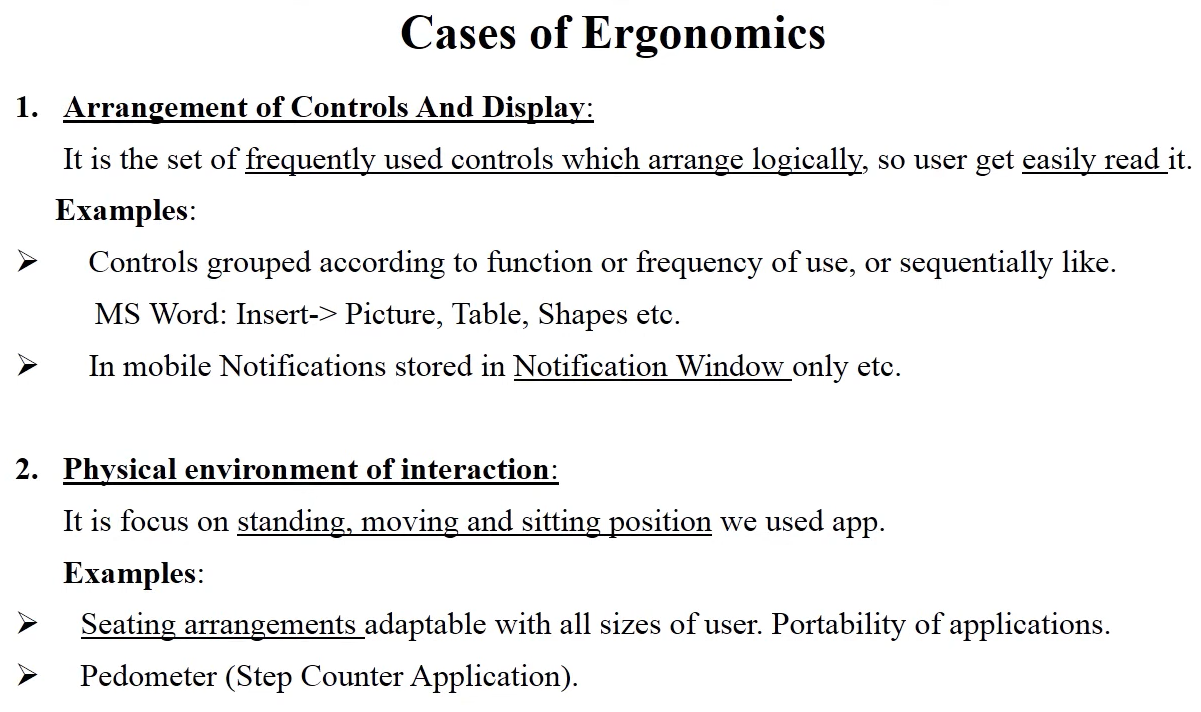 Cases of Ergonomics
1. Arrangement of Controls And Display:
It is the set of frequently used controls which arrange logically, so user get easily read it.
Examples:
➢ Controls grouped according to function or frequency of use, or sequentially like.
MS Word: Insert-> Picture, Table, Shapes etc.
➢ In mobile Notifications stored in Notification Window only etc.
2. Physical environment of interaction:
It is focus on standing, moving and sitting position we used app.
Examples:
➢ Seating arrangements adaptable with all sizes of user. Portability of applications.
➢ Pedometer (Step Counter Application).